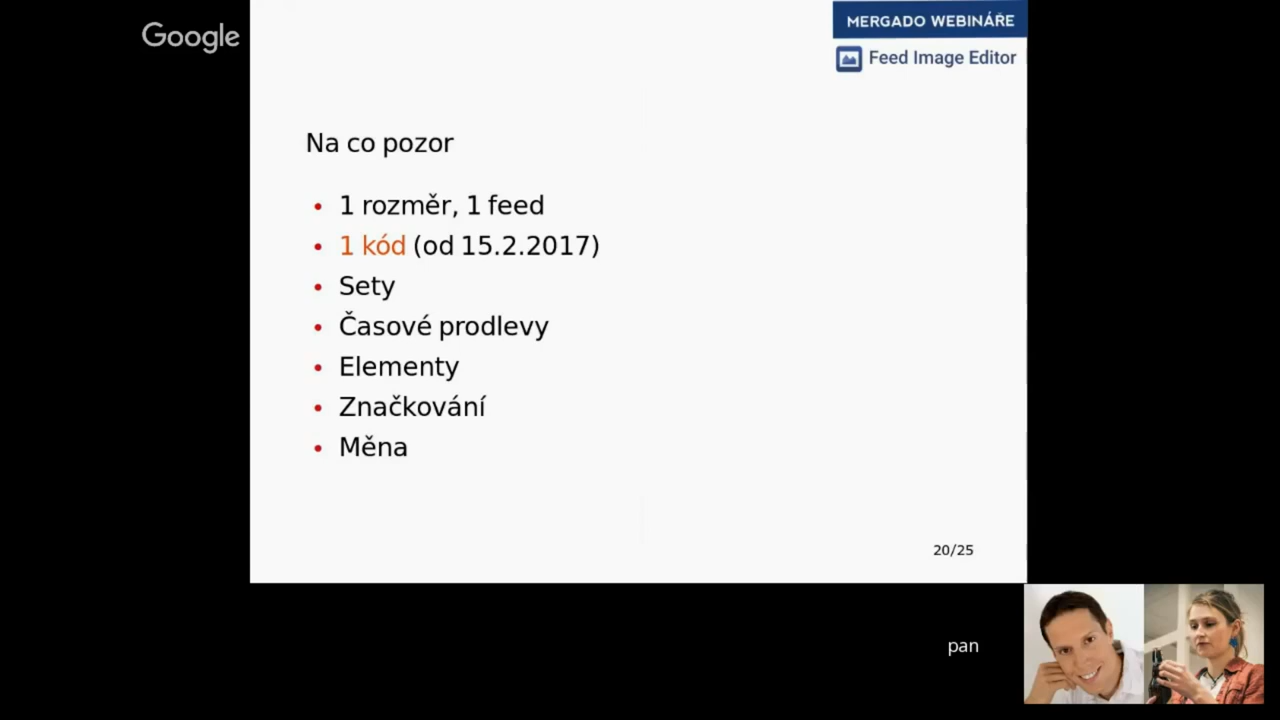 Google
MERGADO WEBINÁŘE
Feed Image Editor
Na co pozor
1 rozměr, 1 feed
1 kód (od 15.2.2017)
Sety
Časové prodlevy
Elementy
Značkování
Měna
20/25
pan